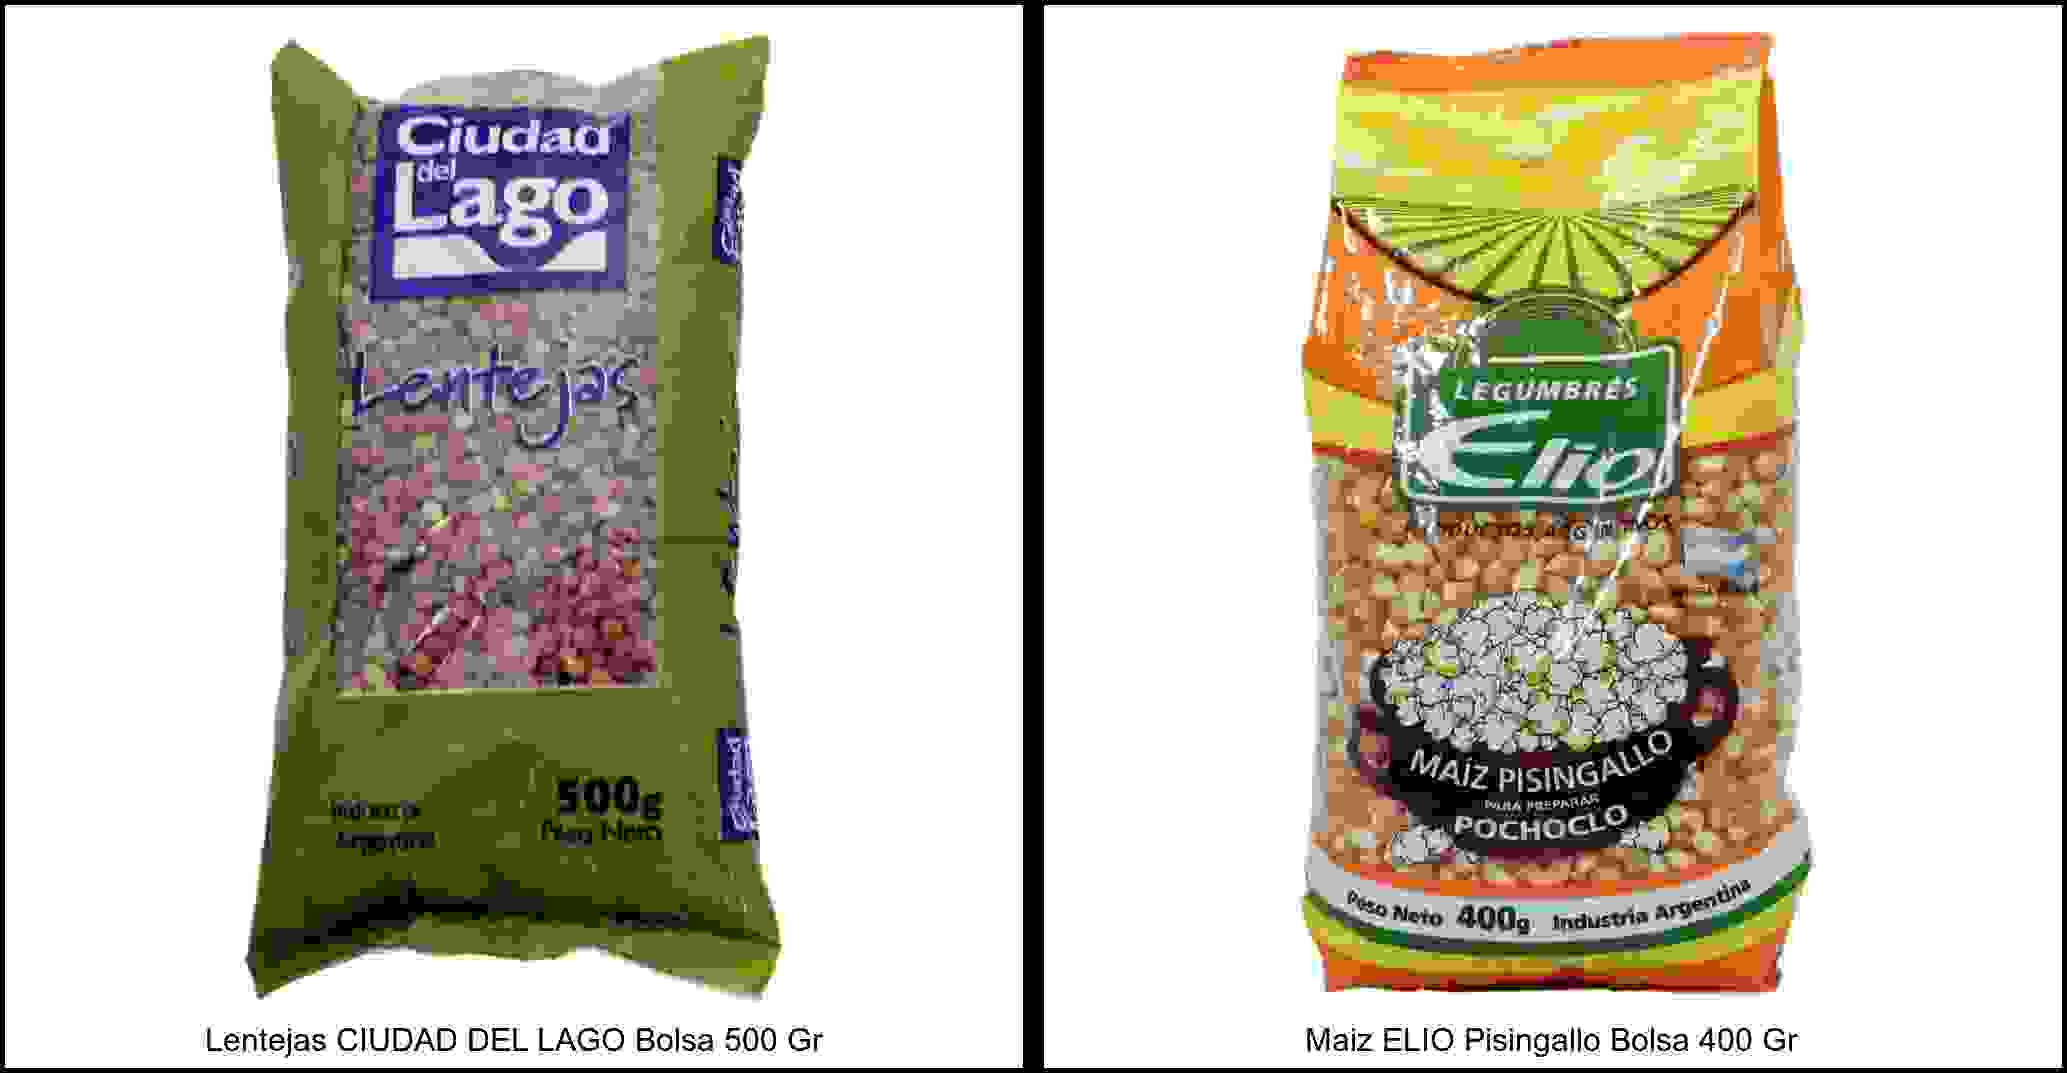 Ciudad
del
Lago
Lentejas
500g
Peso Neto
Industria
Argentina
Ciudad
Lentejas CIUDAD DEL LAGO Bolsa 500 Gr
LEGUMBRES
Elio
MAÍZ PISINGALLO
PARA PREPARAR
POCHOCLO
Peso Neto 400g Industria Argentina
Maiz ELIO Pisingallo Bolsa 400 Gr